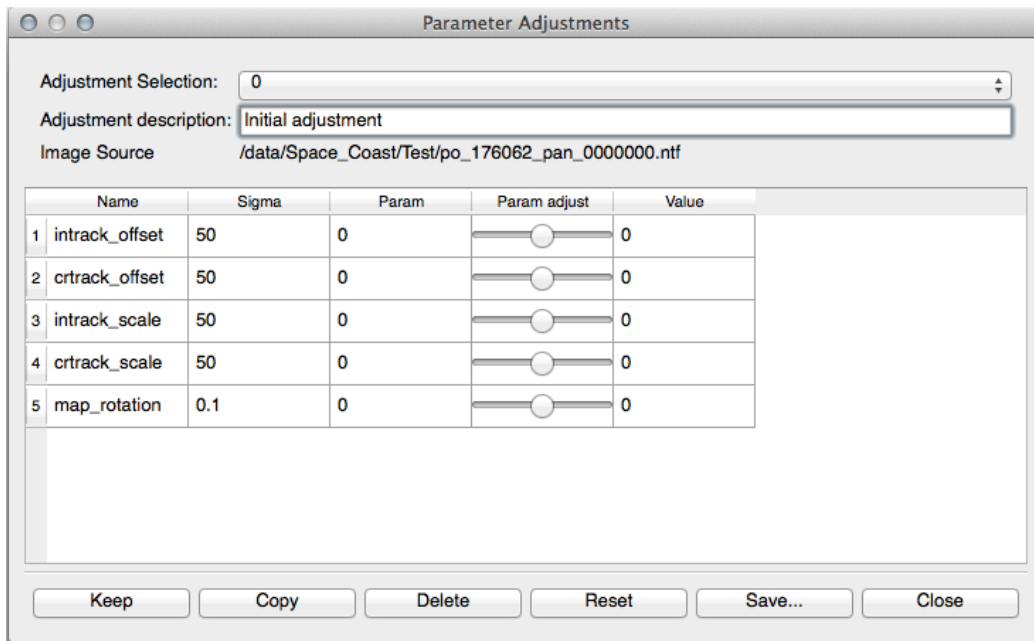 Parameter Adjustments
Adjustment Selection: 0
Adjustment description: Initial adjustment
Image Source /data/Space_Coast/Test/po_176062_pan_0000000.ntf
Name Sigma Param Param adjust Value
1 intrack_offset 50 0 0
2 crtrack_offset 50 0 0
3 intrack_scale 50 0 0
4 crtrack_scale 50 0 0
5 map_rotation 0.1 0 0
Keep Copy Delete Reset Save... Close